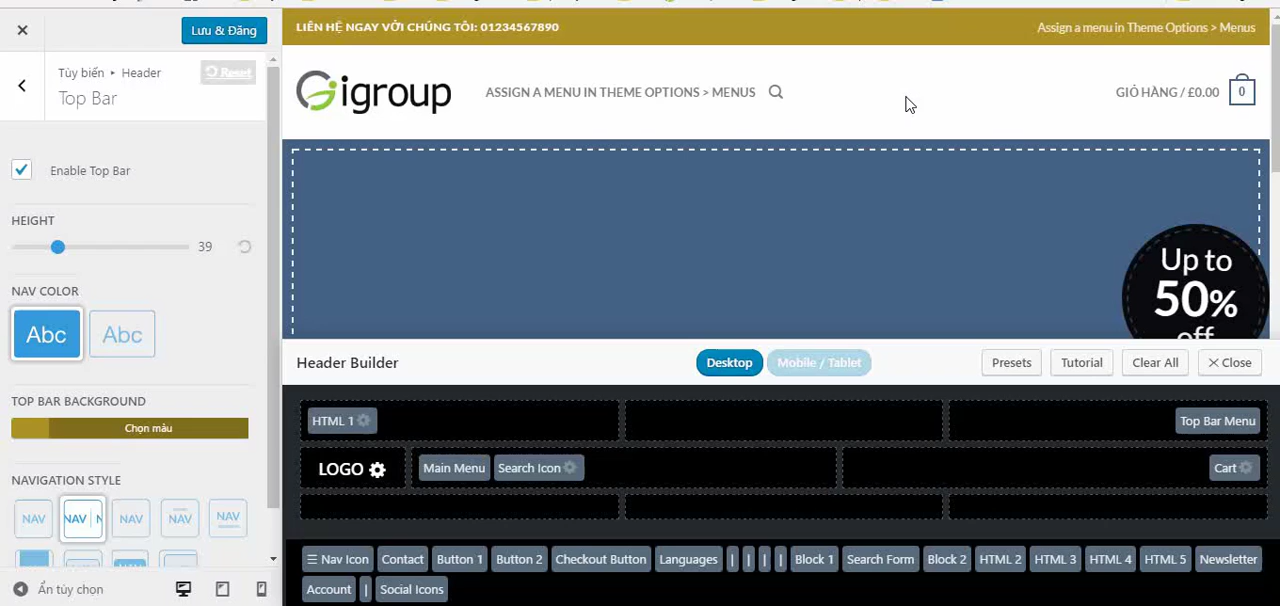 Lưu & Đăng
Tùy biến ▸ Header
Reset
Top Bar
Enable Top Bar
HEIGHT
39
NAV COLOR
Abc Abc
TOP BAR BACKGROUND
Chọn màu
NAVIGATION STYLE
NAV NAV N NAV NAV NAV
Ẩn tùy chọn
LIÊN HỆ NGAY VỚI CHÚNG TÔI: 01234567890
Assign a menu in Theme Options > Menus
Gigroup
ASSIGN A MENU IN THEME OPTIONS > MENUS
GIỎ HÀNG / £0.00 0
Up to
50%
off
Header Builder
Desktop Mobile / Tablet
Presets Tutorial Clear All Close
HTML 1 Top Bar Menu
LOGO Main Menu Search Icon Cart
☰ Nav Icon Contact Button 1 Button 2 Checkout Button Languages | | | | Block 1 Search Form Block 2 HTML 2 HTML 3 HTML 4 HTML 5 Newsletter
Account | Social Icons